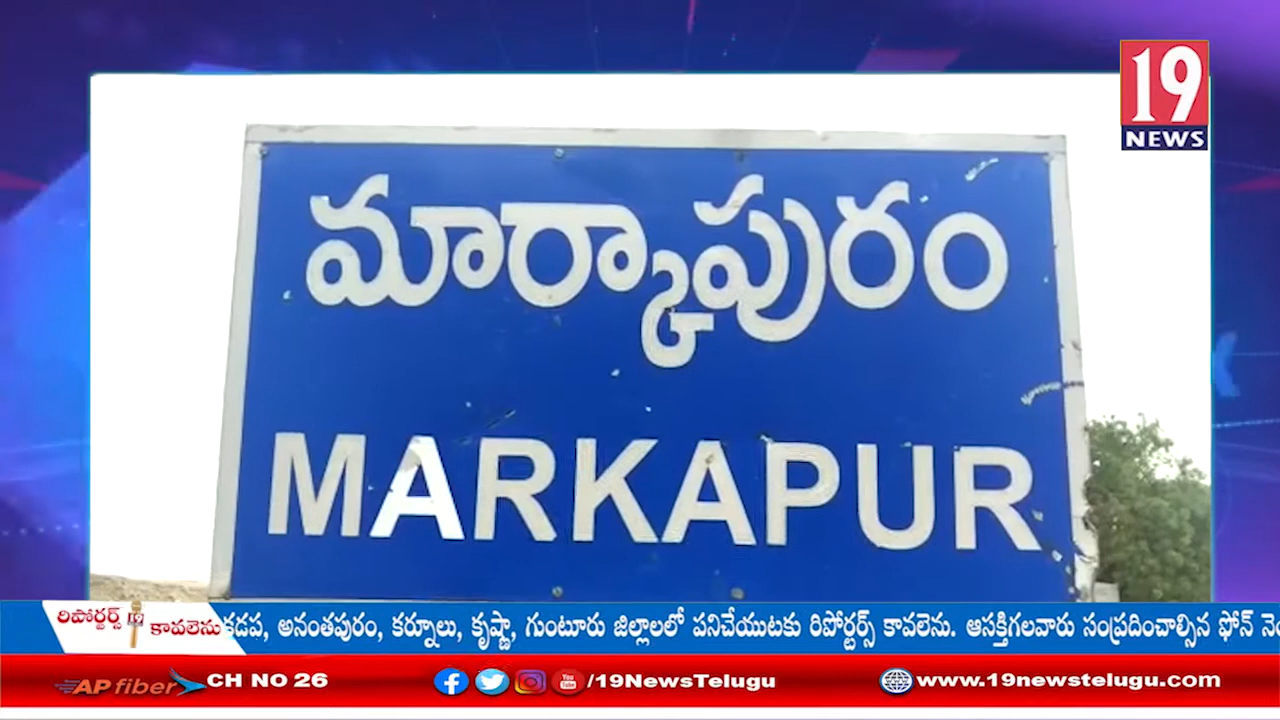 19
NEWS
మార్కాపురం
MARKAPUR
రిపోర్టర్స్ 19 కావలెను
కడప, అనంతపురం, కర్నూలు, కృష్ణా, గుంటూరు జిల్లాలలో పనిచేయుటకు రిపోర్టర్స్ కావలెను. ఆసక్తిగలవారు సంప్రదించాల్సిన ఫోన్
AP fiber CH NO 26
/19NewsTelugu
www.19newstelugu.com